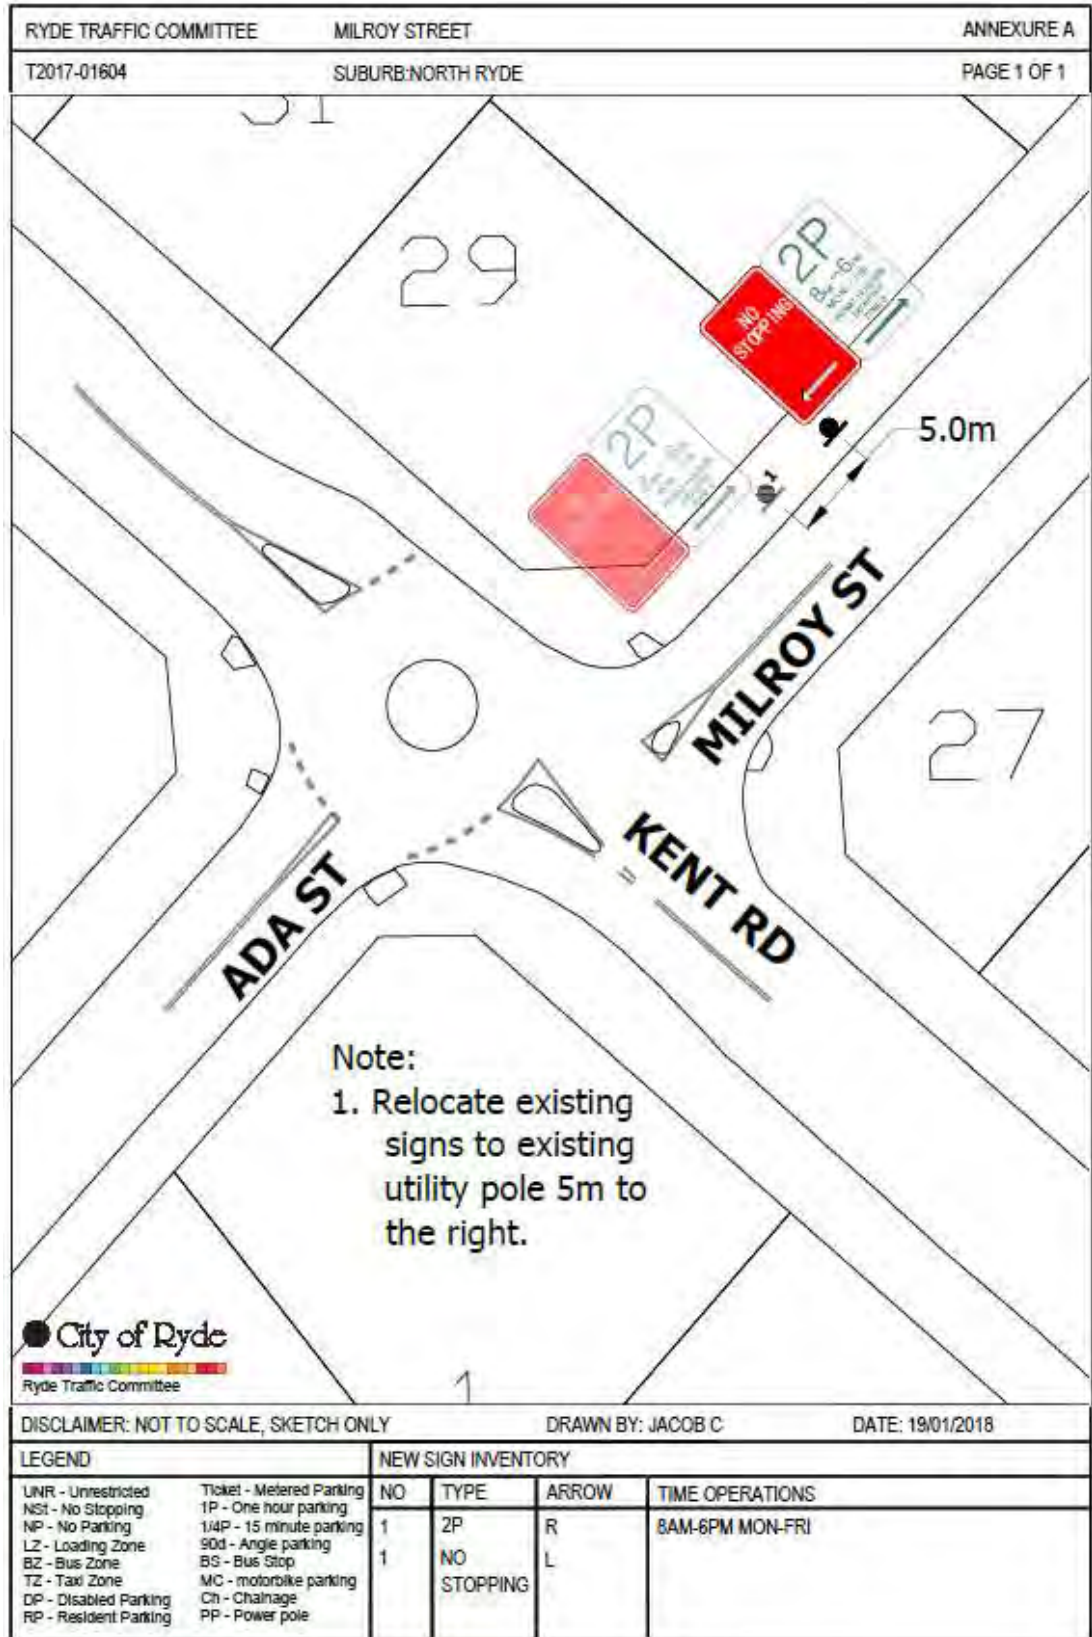 RYDE TRAFFIC COMMITTEE MILROY STREET ANNEXURE A
T2017-01604 SUBURB:NORTH RYDE PAGE 1 OF 1
31
29
2P
8AM-6PM
MON-FRI
NO
STOPPING
2P
5.0m
1
MILROY ST
27
KENT RD
ADA ST
Note:
1. Relocate existing
signs to existing
utility pole 5m to
the right.
1
City of Ryde
Ryde Traffic Committee
DISCLAIMER: NOT TO SCALE, SKETCH ONLY DRAWN BY: JACOB C DATE: 19/01/2018
LEGEND NEW SIGN INVENTORY
UNR - Unrestricted Ticket - Metered Parking
NSt - No Stopping 1P - One hour parking
NP - No Parking 1/4P - 15 minute parking
LZ - Loading Zone 90d - Angle parking
BZ - Bus Zone BS - Bus Stop
TZ - Taxi Zone MC - motorbike parking
DP - Disabled Parking Ch - Chainage
RP - Resident Parking PP - Power pole
NO TYPE ARROW TIME OPERATIONS
1 2P R 8AM-6PM MON-FRI
1 NO L
STOPPING